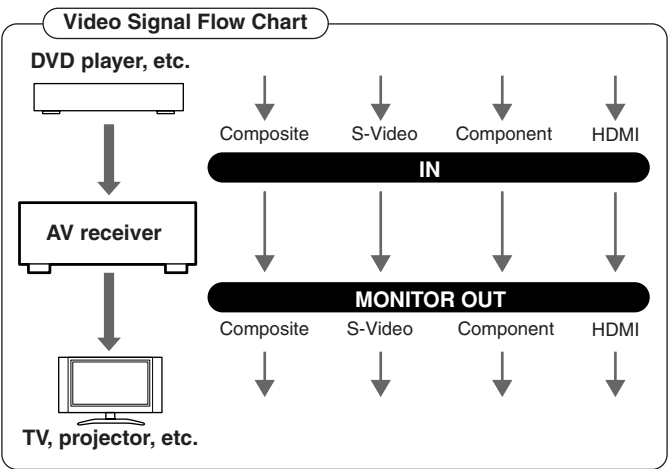 Video Signal Flow Chart
DVD player, etc.
Composite S-Video Component HDMI
IN
AV receiver
MONITOR OUT
Composite S-Video Component HDMI
TV, projector, etc.